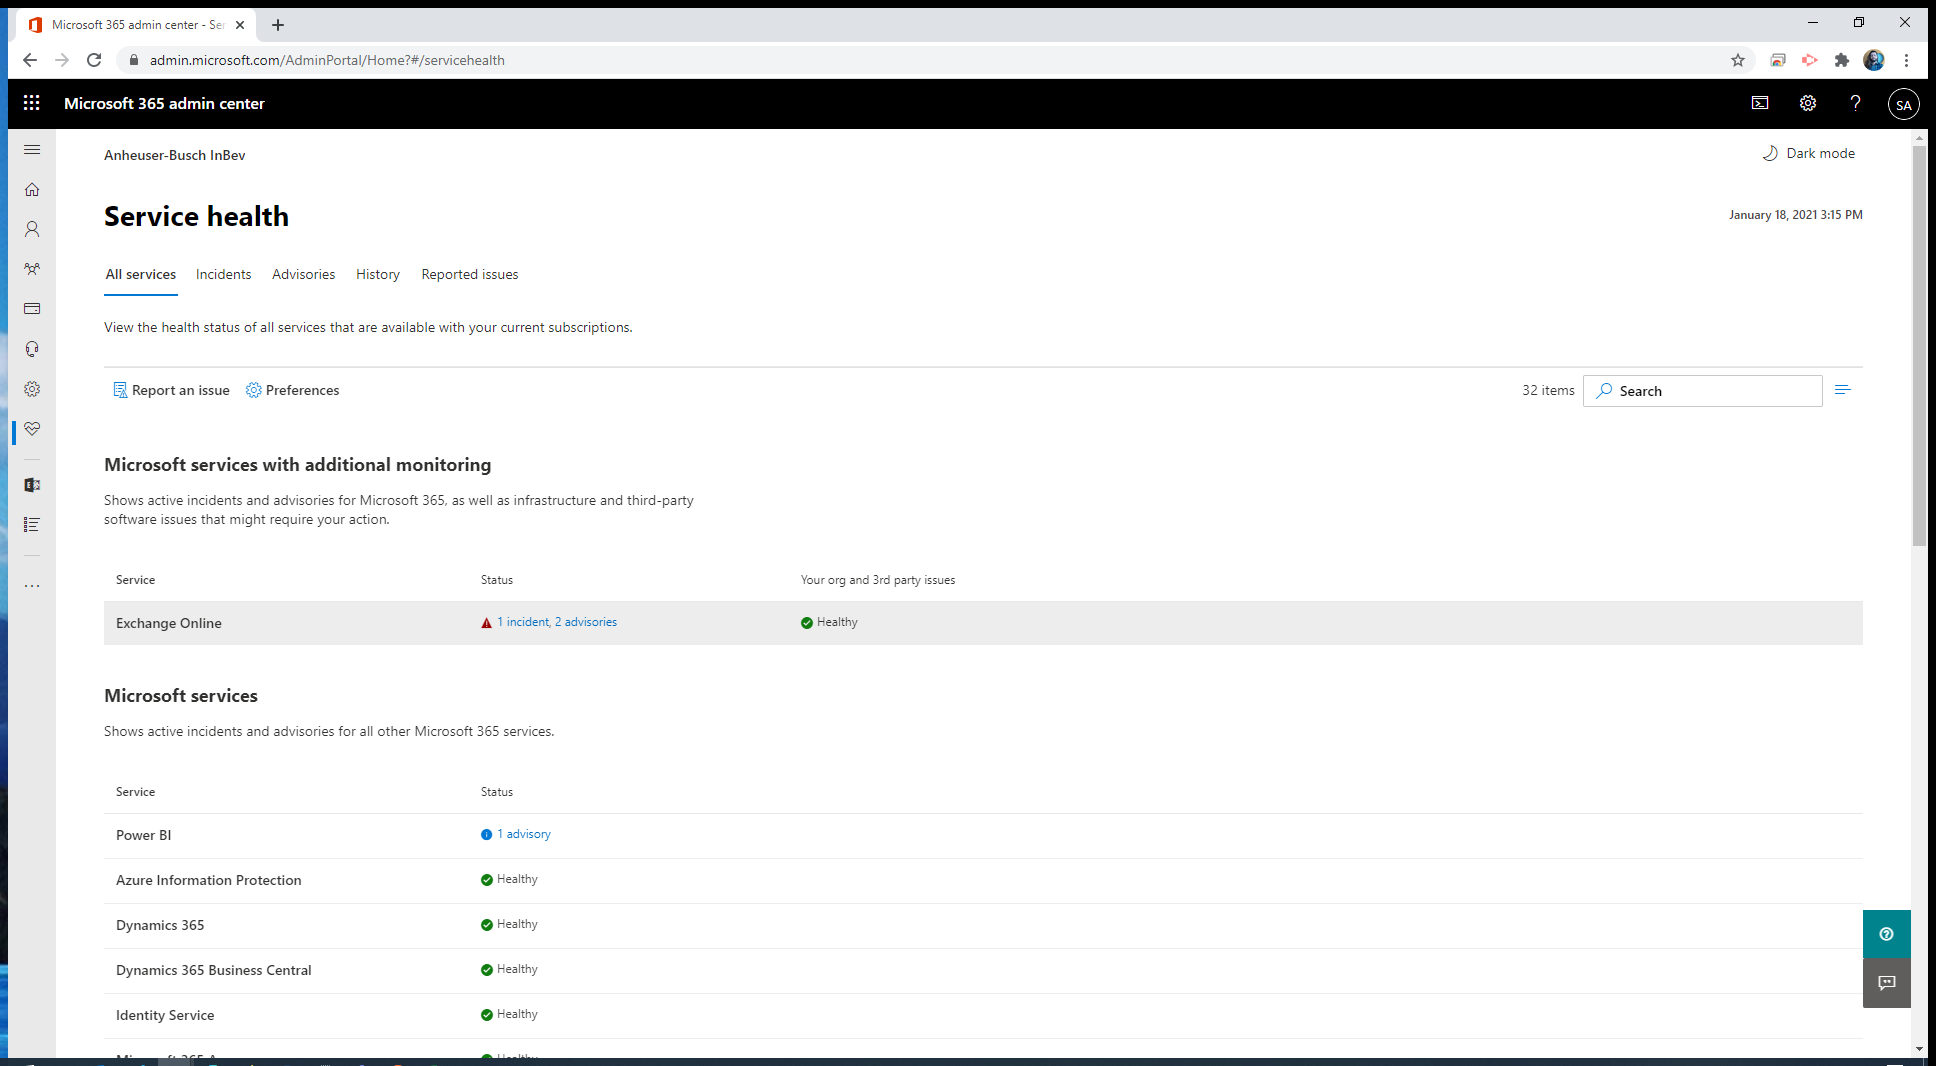 Microsoft 365 admin center - Ser
admin.microsoft.com/AdminPortal/Home?#/servicehealth
Microsoft 365 admin center
SA
Anheuser-Busch InBev
Dark mode
Service health
January 18, 2021 3:15 PM
All services Incidents Advisories History Reported issues
View the health status of all services that are available with your current subscriptions.
Report an issue Preferences
32 items
Search
Microsoft services with additional monitoring
Shows active incidents and advisories for Microsoft 365, as well as infrastructure and third-party
software issues that might require your action.
Service Status Your org and 3rd party issues
Exchange Online 1 incident, 2 advisories Healthy
Microsoft services
Shows active incidents and advisories for all other Microsoft 365 services.
Service Status
Power BI 1 advisory
Azure Information Protection Healthy
Dynamics 365 Healthy
Dynamics 365 Business Central Healthy
Identity Service Healthy